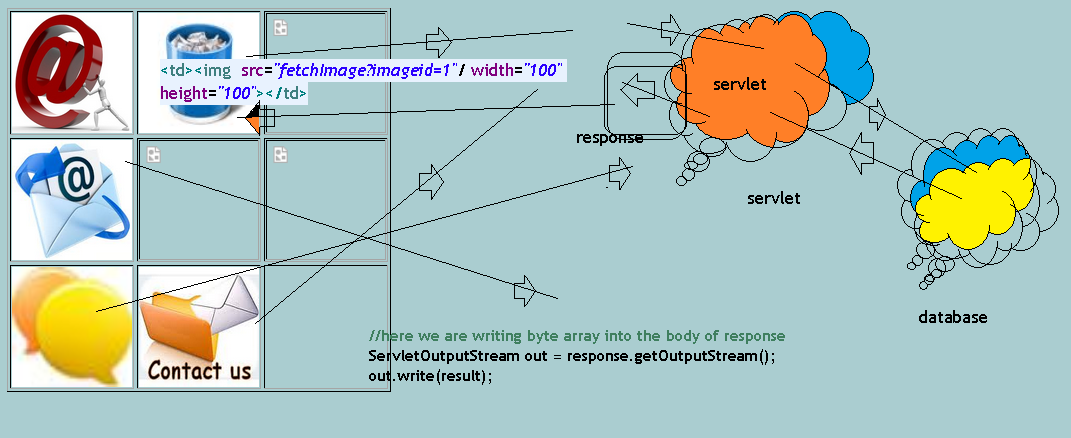 <td><img src="fetchImage?imageid=1"/ width="100"
height="100"></td>
servlet
response
servlet
database
//here we are writing byte array into the body of response
ServletOutputStream out = response.getOutputStream();
out.write(result);
@
@
Contact us